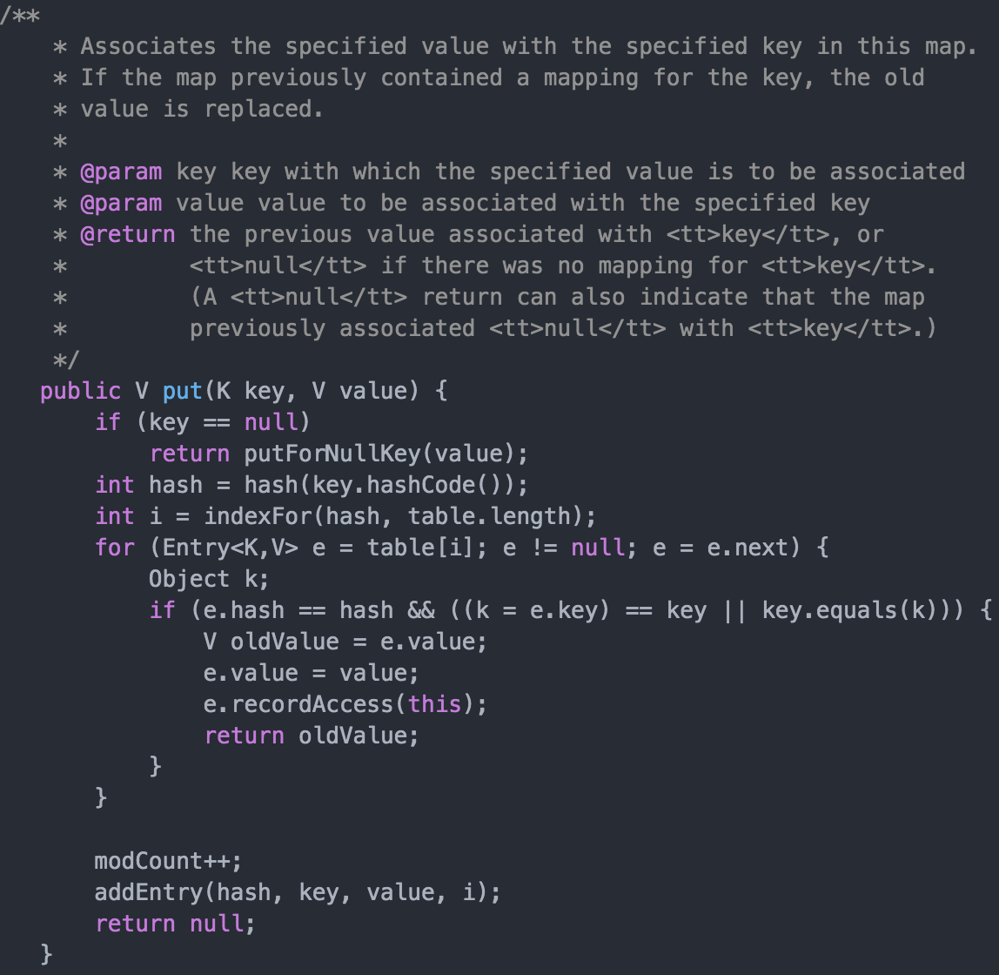 /**
 * Associates the specified value with the specified key in this map.
 * If the map previously contained a mapping for the key, the old
 * value is replaced.
 *
 * @param key key with which the specified value is to be associated
 * @param value value to be associated with the specified key
 * @return the previous value associated with <tt>key</tt>, or
 *         <tt>null</tt> if there was no mapping for <tt>key</tt>.
 *         (A <tt>null</tt> return can also indicate that the map
 *         previously associated <tt>null</tt> with <tt>key</tt>.)
 */
public V put(K key, V value) {
    if (key == null)
        return putForNullKey(value);
    int hash = hash(key.hashCode());
    int i = indexFor(hash, table.length);
    for (Entry<K,V> e = table[i]; e != null; e = e.next) {
        Object k;
        if (e.hash == hash && ((k = e.key) == key || key.equals(k))) {
            V oldValue = e.value;
            e.value = value;
            e.recordAccess(this);
            return oldValue;
        }
    }

    modCount++;
    addEntry(hash, key, value, i);
    return null;
}